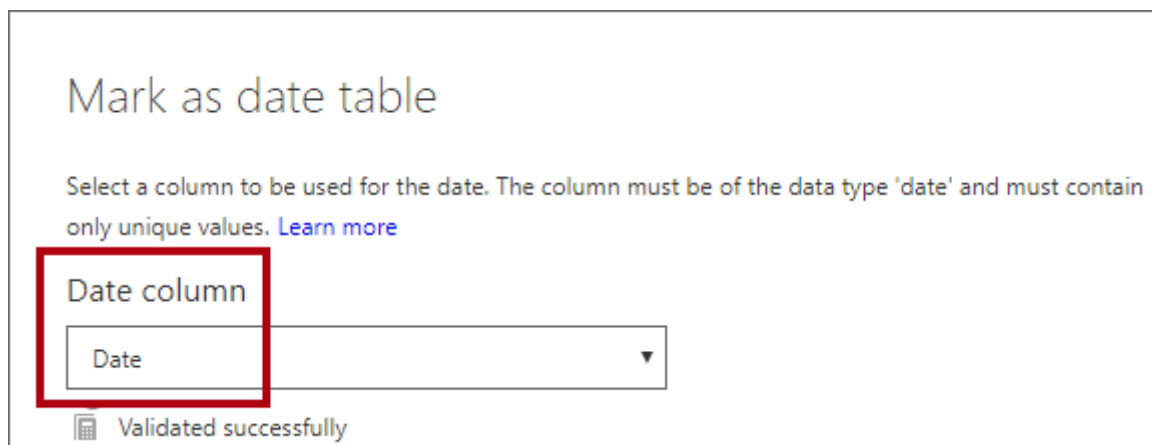 Mark as date table
Select a column to be used for the date. The column must be of the data type 'date' and must contain
only unique values. Learn more
Date column
Date
Validated successfully